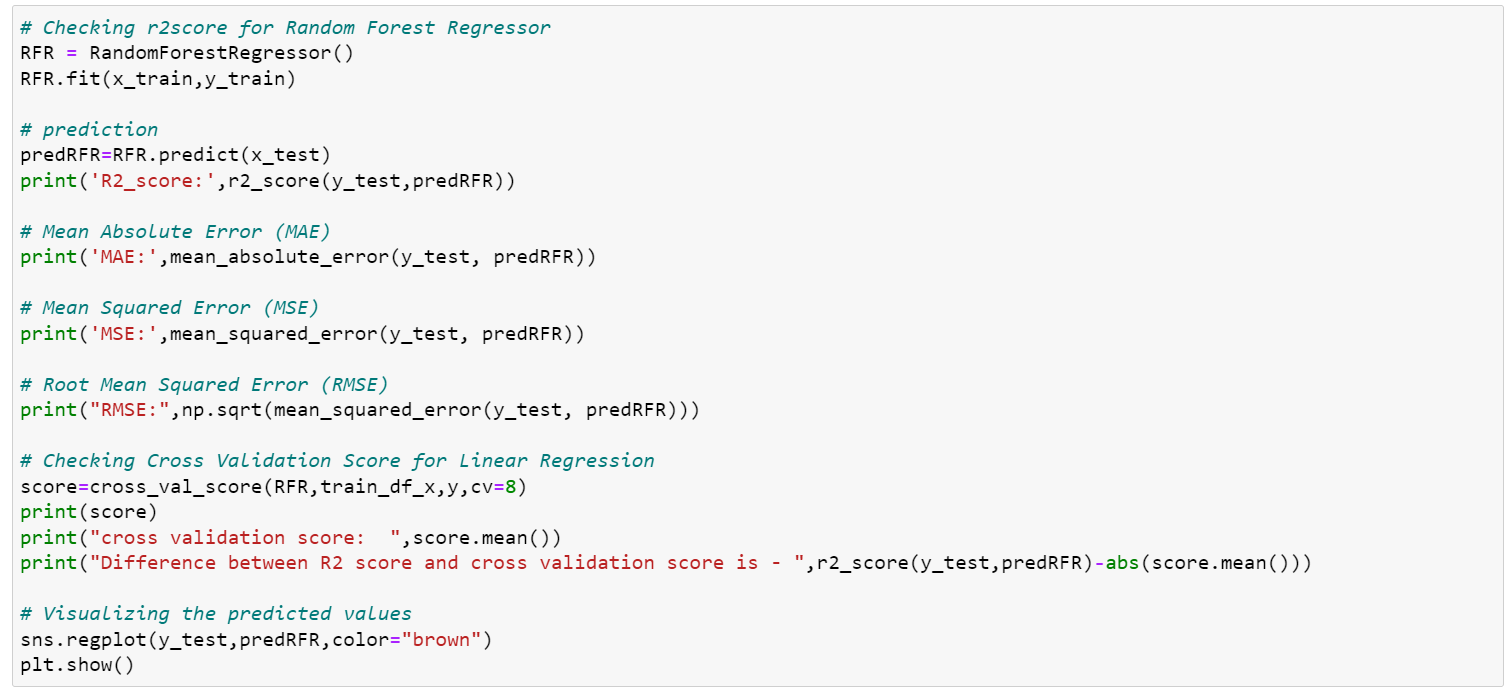 # Checking r2score for Random Forest Regressor
RFR = RandomForestRegressor()
RFR.fit(x_train,y_train)
# prediction
predRFR=RFR.predict(x_test)
print('R2_score:',r2_score(y_test,predRFR))
# Mean Absolute Error (MAE)
print('MAE:',mean_absolute_error(y_test, predRFR))
# Mean Squared Error (MSE)
print('MSE:',mean_squared_error(y_test, predRFR))
# Root Mean Squared Error (RMSE)
print("RMSE:",np.sqrt(mean_squared_error(y_test, predRFR)))
# Checking Cross Validation Score for Linear Regression
score=cross_val_score(RFR,train_df_x,y,cv=8)
print(score)
print("cross validation score:  ",score.mean())
print("Difference between R2 score and cross validation score is - ",r2_score(y_test,predRFR)-abs(score.mean()))
# Visualizing the predicted values
sns.regplot(y_test,predRFR,color="brown")
plt.show()